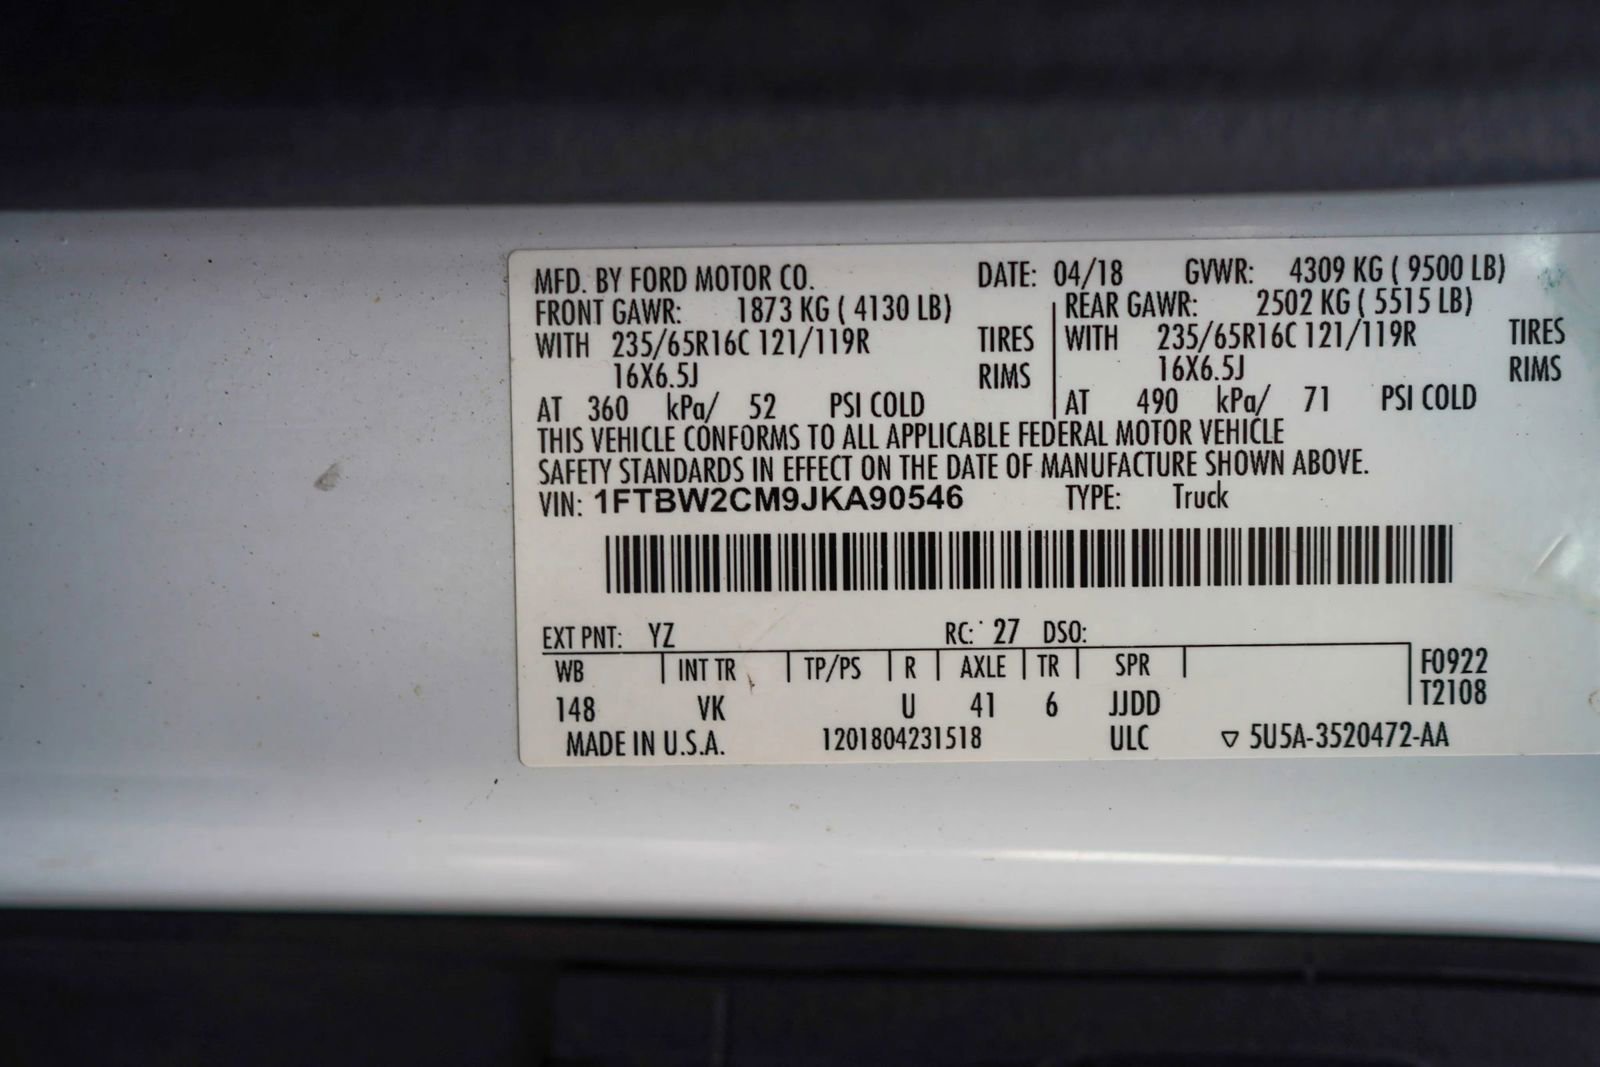 MFD. BY FORD MOTOR CO. DATE: 04/18 GVWR: 4309 KG ( 9500 LB)
FRONT GAWR: 1873 KG ( 4130 LB) REAR GAWR: 2502 KG ( 5515 LB)
WITH 235/65R16C 121/119R TIRES WITH 235/65R16C 121/119R TIRES
16X6.5J RIMS 16X6.5J RIMS
AT 360 kPa/ 52 PSI COLD AT 490 kPa/ 71 PSI COLD
THIS VEHICLE CONFORMS TO ALL APPLICABLE FEDERAL MOTOR VEHICLE
SAFETY STANDARDS IN EFFECT ON THE DATE OF MANUFACTURE SHOWN ABOVE.
VIN: 1FTBW2CM9JKA90546 TYPE: Truck
EXT PNT: YZ RC: 27 DSO:
WB INT TR TP/PS R AXLE TR SPR F0922
148 VK U 41 6 JJDD T2108
MADE IN U.S.A. 1201804231518 ULC ▽ 5U5A-3520472-AA